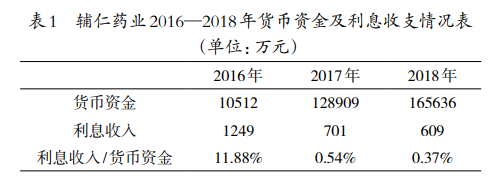 表1 辅仁药业2016—2018年货币资金及利息收支情况表
(单位:万元)
2016年 2017年 2018年
货币资金 10512 128909 165636
利息收入 1249 701 609
利息收入/货币资金 11.88% 0.54% 0.37%